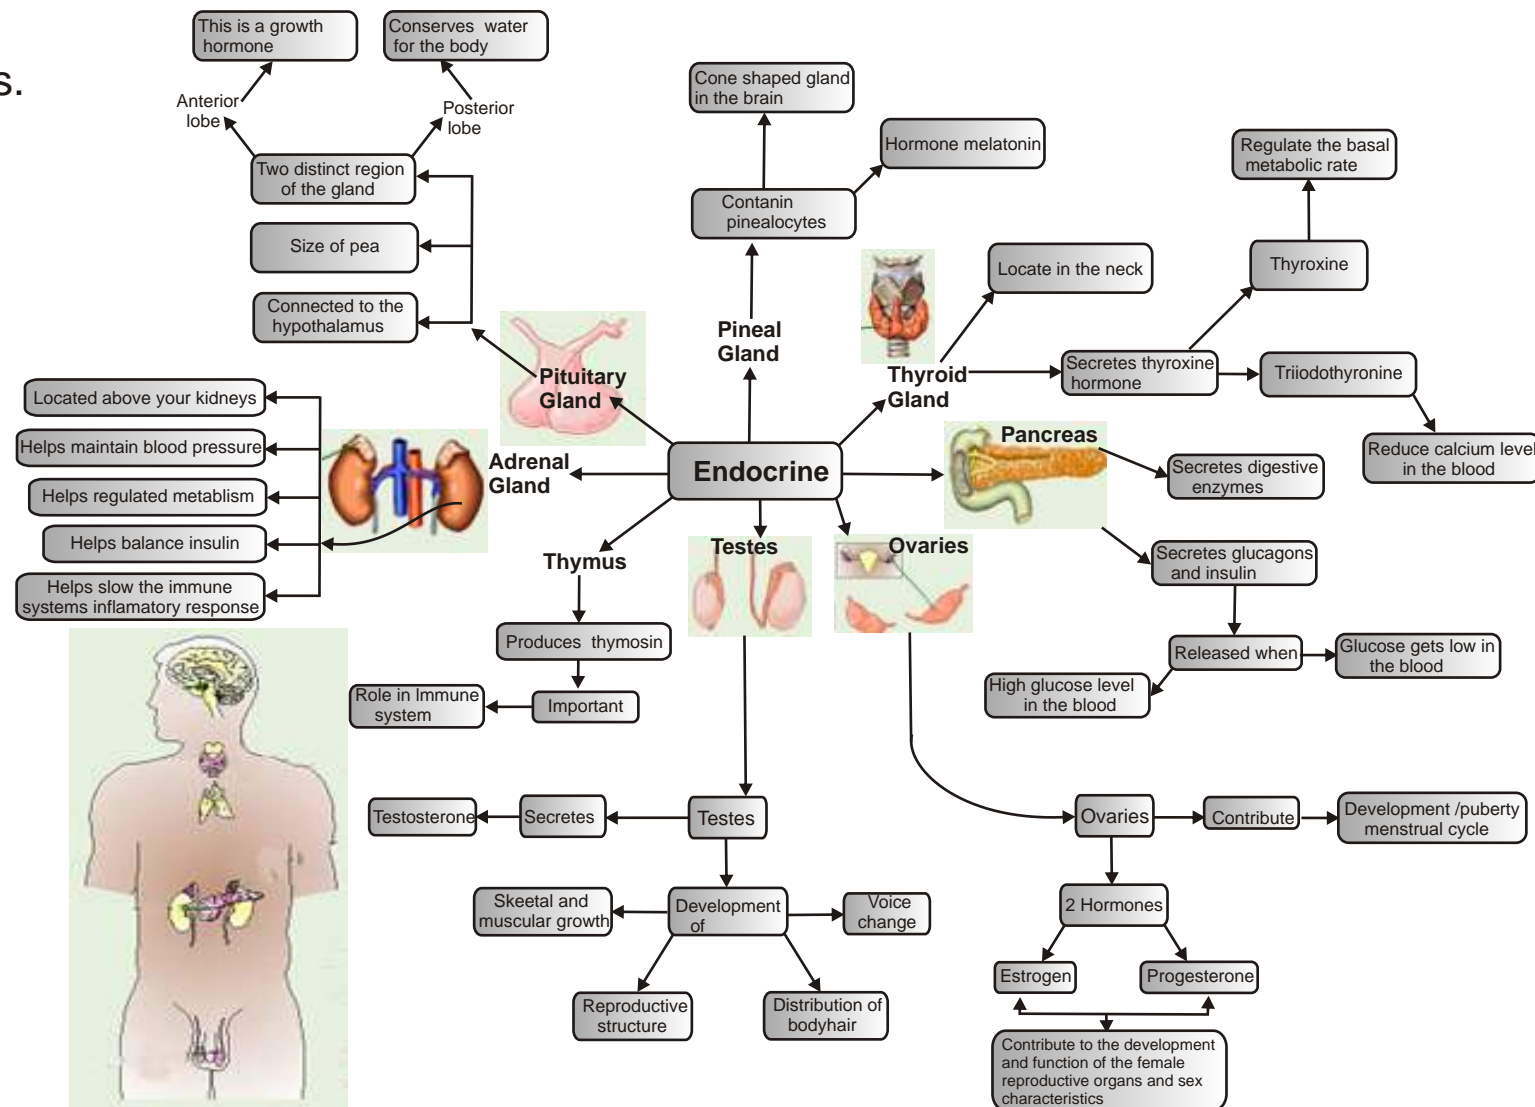 s.
This is a growth
hormone
Conserves water
for the body
Anterior
lobe
Posterior
lobe
Two distinct region
of the gland
Size of pea
Connected to the
hypothalamus
Pituitary
Gland
Cone shaped gland
in the brain
Hormone melatonin
Contanin
pinealocytes
Pineal
Gland
Regulate the basal
metabolic rate
Locate in the neck
Thyroxine
Thyroid
Gland
Secretes thyroxine
hormone
Triiodothyronine
Reduce calcium level
in the blood
Located above your kidneys
Helps maintain blood pressure
Helps regulated metablism
Helps balance insulin
Helps slow the immune
systems inflamatory response
Adrenal
Gland
Endocrine
Pancreas
Secretes digestive
enzymes
Secretes glucagons
and insulin
Released when
Glucose gets low in
the blood
High glucose level
in the blood
Thymus
Produces thymosin
Important
Role in Immune
system
Testes
Ovaries
Testosterone
Secretes
Testes
Skeetal and
muscular growth
Development
of
Voice
change
Reproductive
structure
Distribution of
bodyhair
Ovaries
Contribute
Development /puberty
menstrual cycle
2 Hormones
Estrogen
Progesterone
Contribute to the development
and function of the female
reproductive organs and sex
characteristics